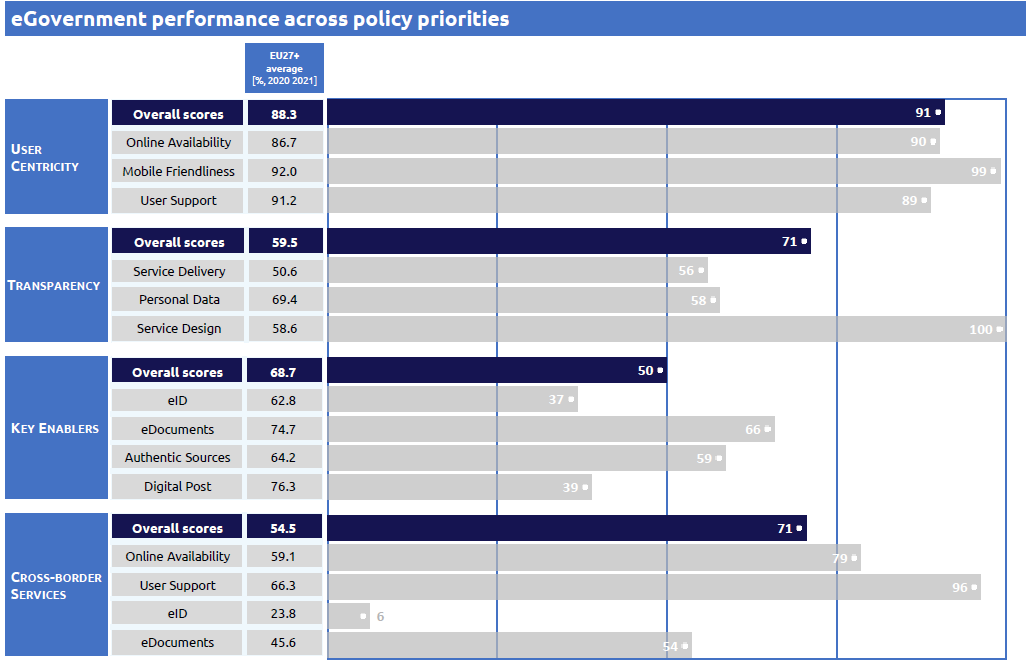 eGovernment performance across policy priorities
EU27+
average
[%, 2020 2021]
USER
CENTRICITY
Overall scores 88.3 91
Online Availability 86.7 90
Mobile Friendliness 92.0 99
User Support 91.2 89
TRANSPARENCY
Overall scores 59.5 71
Service Delivery 50.6 56
Personal Data 69.4 58
Service Design 58.6 100
KEY ENABLERS
Overall scores 68.7 50
eID 62.8 37
eDocuments 74.7 66
Authentic Sources 64.2 59
Digital Post 76.3 39
CROSS-BORDER
SERVICES
Overall scores 54.5 71
Online Availability 59.1 79
User Support 66.3 96
eID 23.8 6
eDocuments 45.6 54